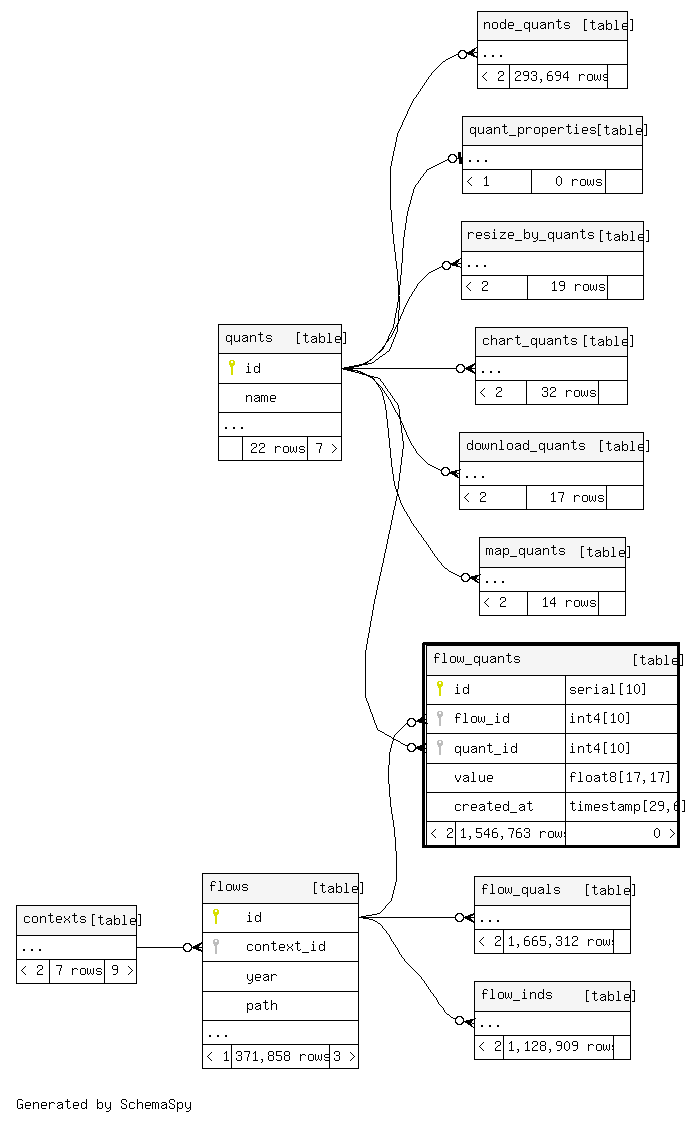 node_quants [table]
...
< 2 293,694 rows
quant_properties[table]
...
< 1 0 rows
resize_by_quants [table]
...
< 2 19 rows
quants [table]
id
name
...
22 rows 7 >
chart_quants [table]
...
< 2 32 rows
download_quants [table]
...
< 2 17 rows
map_quants [table]
...
< 2 14 rows
flow_quants [table]
id serial[10]
flow_id int4[10]
quant_id int4[10]
value float8[17,17]
created_at timestamp[29,6]
< 2 1,546,763 rows 0 >
flows [table]
id
context_id
year
path
...
< 1 371,858 rows 3 >
contexts [table]
...
< 2 7 rows 9 >
flow_quals [table]
...
< 2 1,665,312 rows
flow_inds [table]
...
< 2 1,128,909 rows
Generated by SchemaSpy